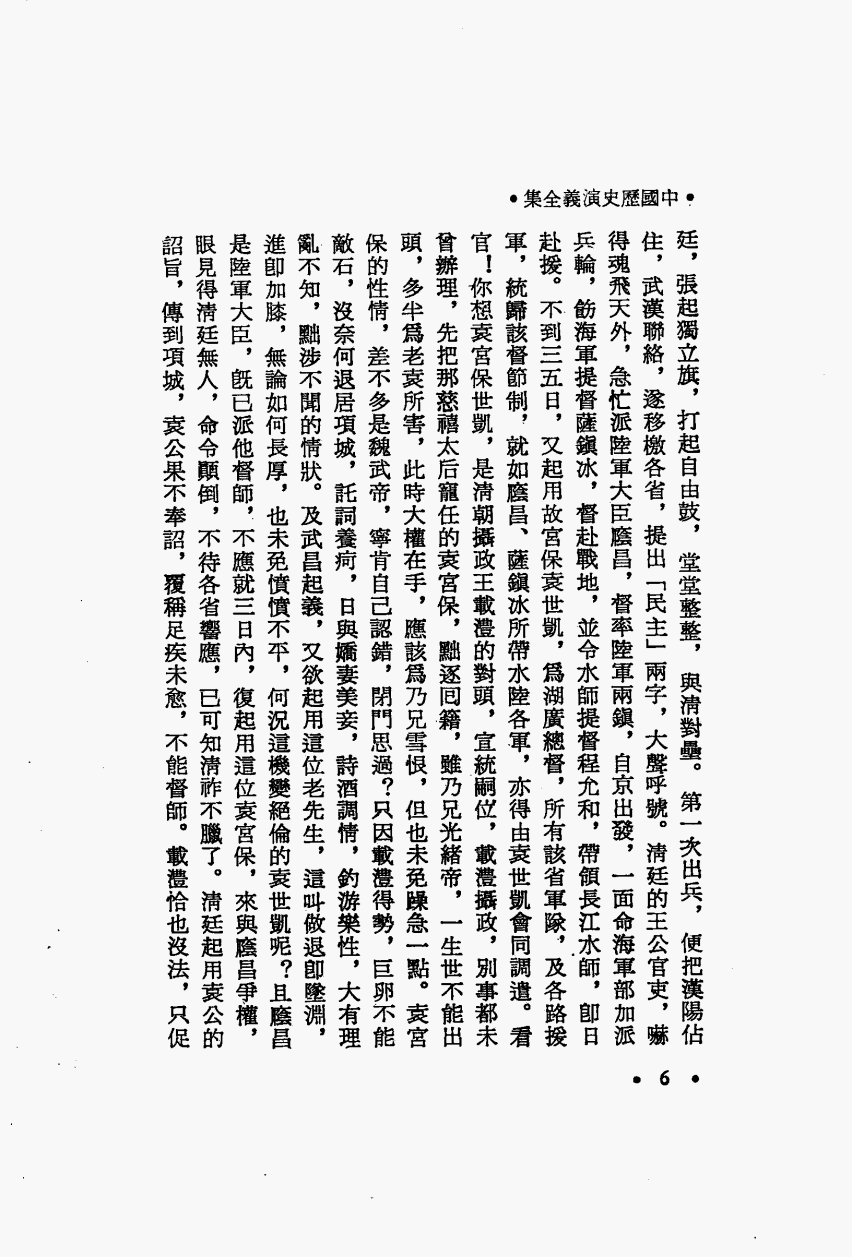 •中國歷史演義全集•
廷，張起獨立旗，打起自由鼓，堂堂整整，與淸對壘。第一次出兵，便把漢陽佔
住，武漢聯絡，遂移檄各省，提出「民主」兩字，大聲呼號。淸廷的王公官吏，嚇
得魂飛天外，急忙派陸軍大臣廕昌，督率陸軍兩鎭，自京出發，一面命海軍部加派
兵輪，飭海軍提督薩鎭冰，督赴戰地，並令水師提督程允和，帶領長江水師，卽日
赴援。不到三五日，又起用故宮保袁世凱，爲湖廣總督，所有該省軍隊，及各路援
軍，統歸該督節制，就如廕昌、薩鎭冰所帶水陸各軍，亦得由袁世凱會同調遣。看
官！你想袁宮保世凱，是淸朝攝政王載灃的對頭，宣統嗣位，載灃攝政，別事都未
曾辦理，先把那慈禧太后寵任的袁宮保，黜逐回籍，雖乃兄光緒帝，一生世不能出
頭，多半爲老袁所害，此時大權在手，應該爲乃兄雪恨，但也未免躁急一點。袁宮
保的性情，差不多是魏武帝，寧肯自己認錯，閉門思過？只因載灃得勢，巨卵不能
敵石，沒奈何退居項城，託詞養疴，日與嬌妻美妾，詩酒調情，釣游樂性，大有理
亂不知，黜涉不聞的情狀。及武昌起義，又欲起用這位老先生，這叫做退卽墜淵，
進卽加膝，無論如何長厚，也未免憤憤不平，何況這機變絕倫的袁世凱呢？且廕昌
是陸軍大臣，旣已派他督師，不應就三日內，復起用這位袁宮保，來與廕昌爭權，
眼見得淸廷無人，命令顚倒，不待各省響應，已可知淸祚不臘了。淸廷起用袁公的
詔旨，傳到項城，袁公果不奉詔，覆稱足疾未愈，不能督師。載灃恰也沒法，只促
•6•